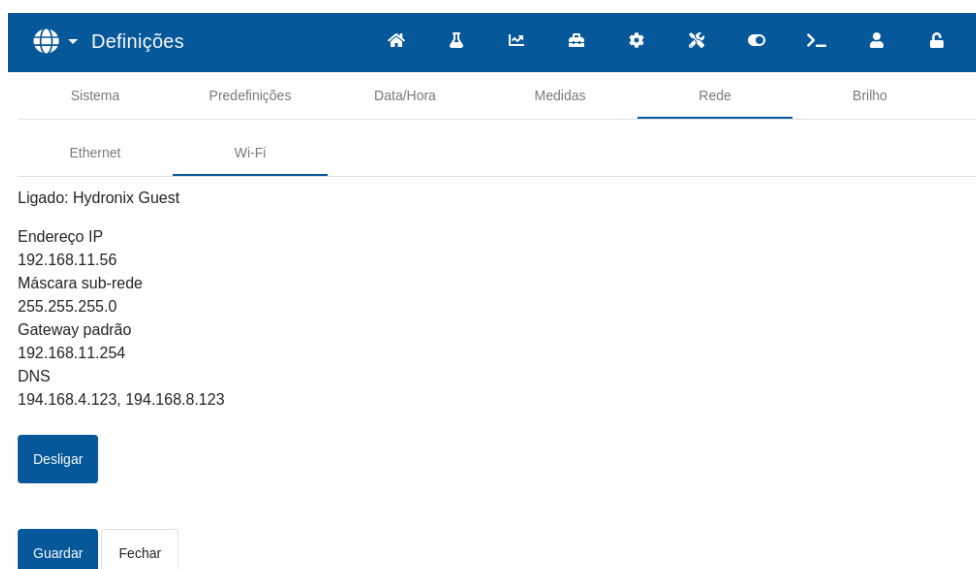 Definições
Sistema Predefinições Data/Hora Medidas Rede Brilho
Ethernet Wi-Fi
Ligado: Hydronix Guest
Endereço IP
192.168.11.56
Máscara sub-rede
255.255.255.0
Gateway padrão
192.168.11.254
DNS
194.168.4.123, 194.168.8.123
Desligar
Guardar Fechar